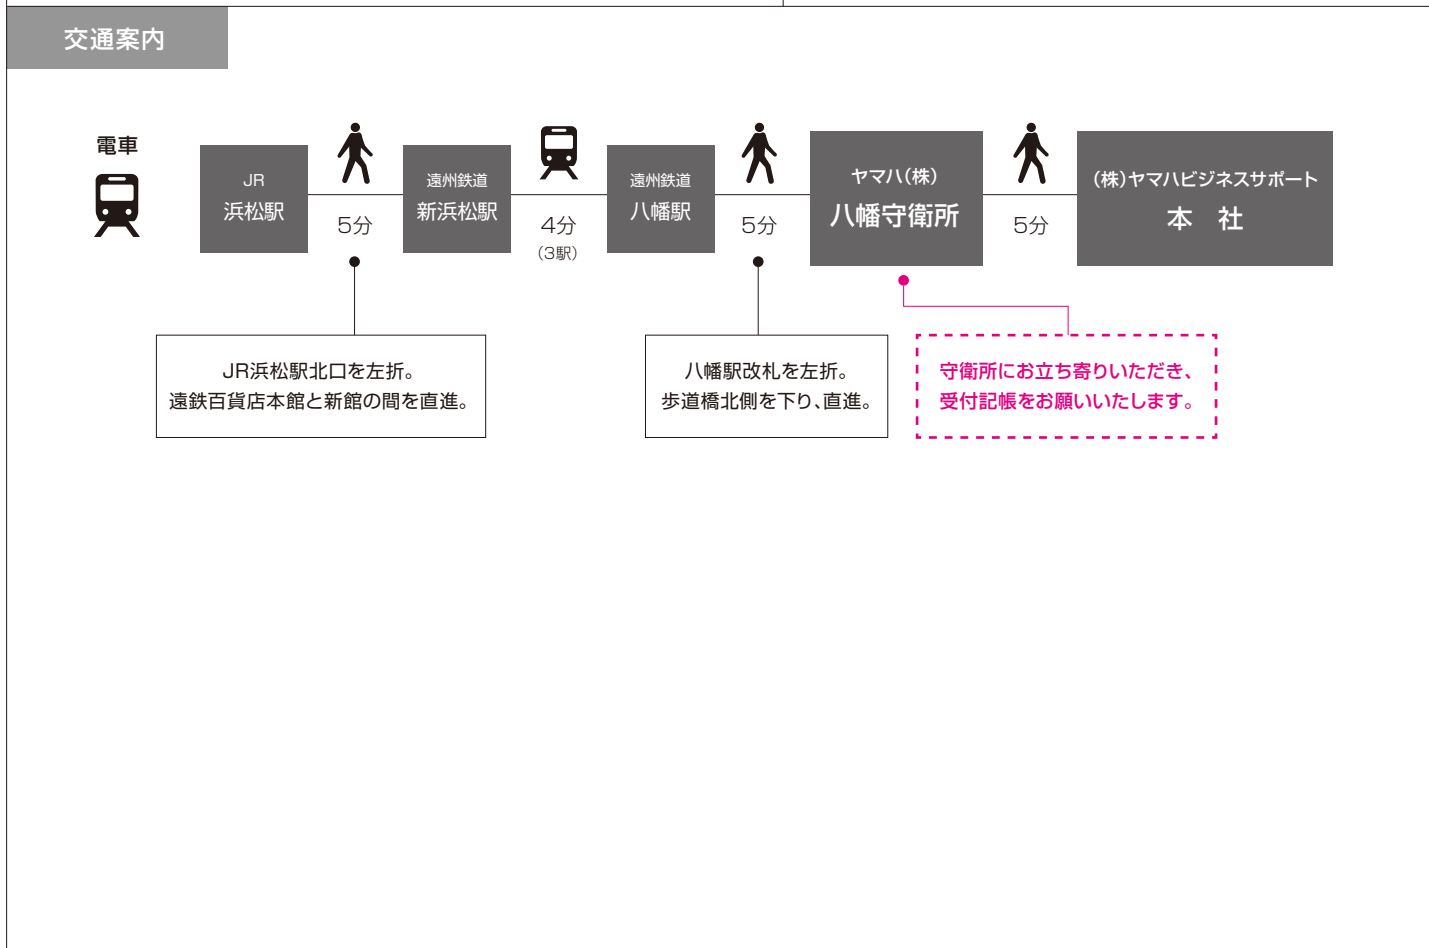 交通案内
電車
JR
浜松駅
5分
遠州鉄道
新浜松駅
4分
(3駅)
遠州鉄道
八幡駅
5分
ヤマハ(株)
八幡守衛所
5分
(株)ヤマハビジネスサポート
本 社
JR浜松駅北口を左折。
遠鉄百貨店本館と新館の間を直進。
八幡駅改札を左折。
歩道橋北側を下り、直進。
守衛所にお立ち寄りいただき、
受付記帳をお願いいたします。